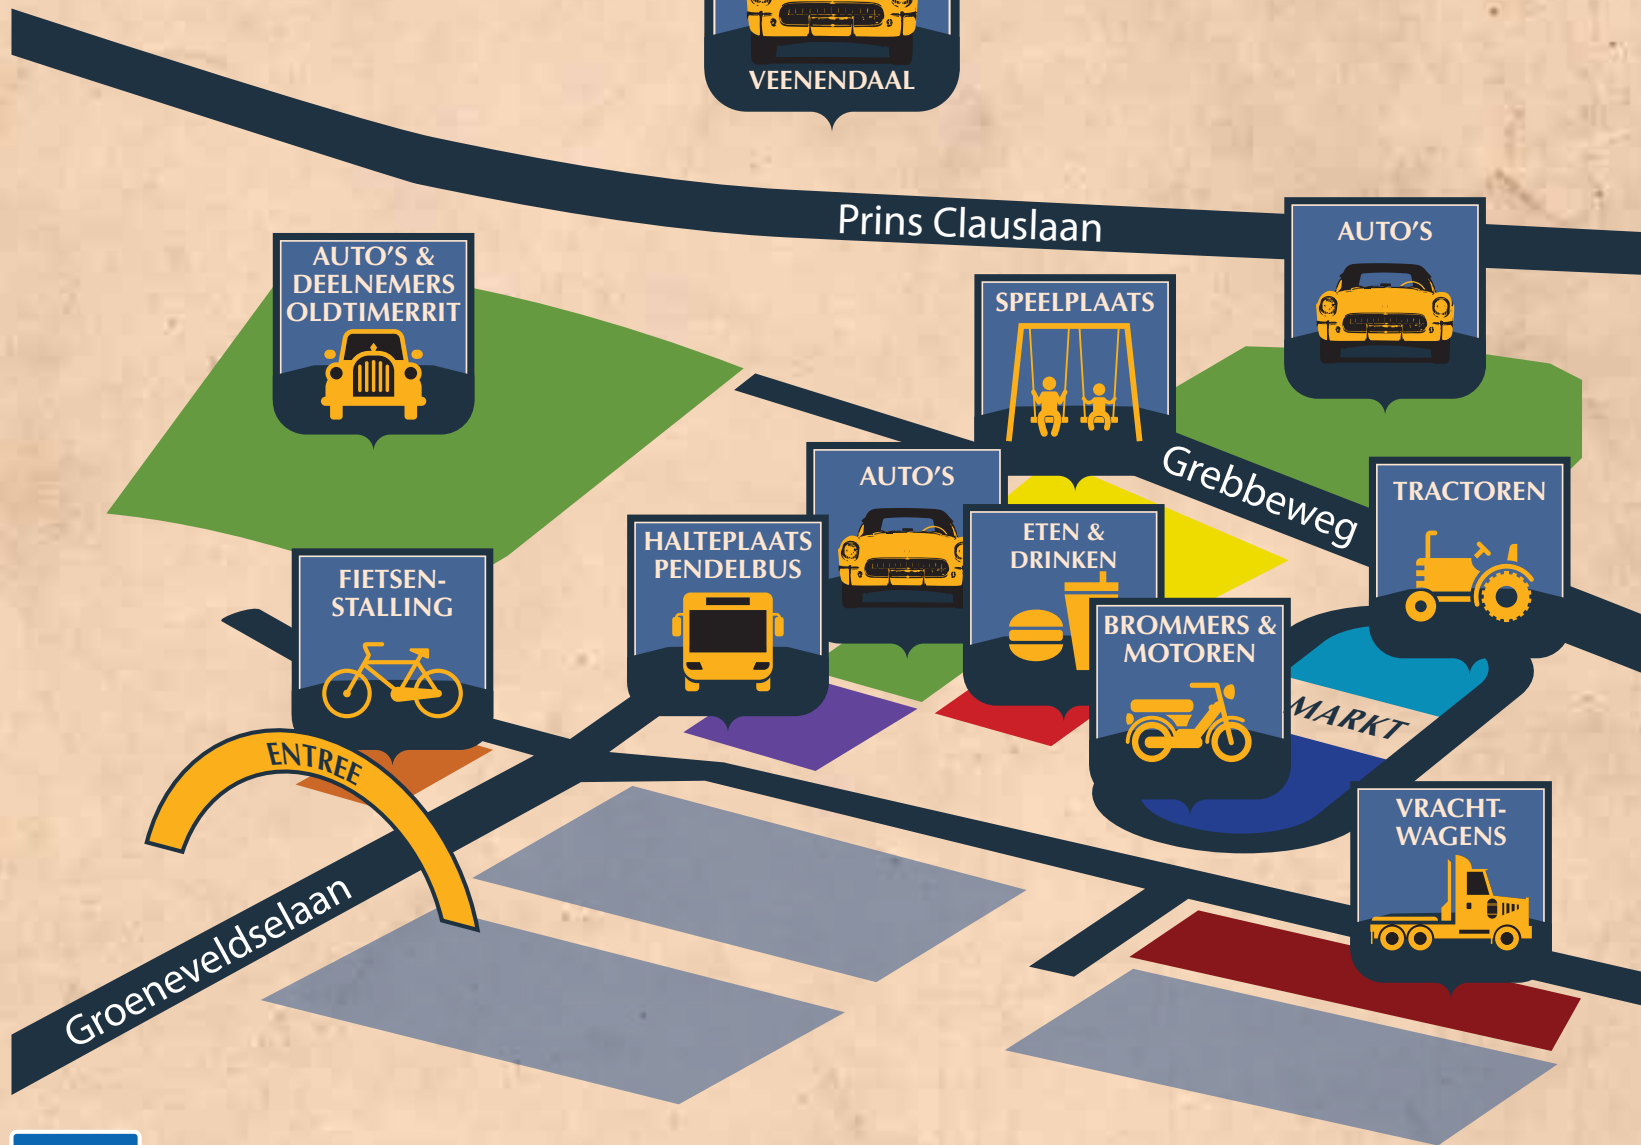 VEENENDAAL
Prins Clauslaan
AUTO'S
AUTO'S &
DEELNEMERS
OLDTIMERRIT
SPEELPLAATS
Grebbeweg
AUTO'S
TRACTOREN
HALTEPLAATS
PENDELBUS
ETEN &
DRINKEN
FIETSEN-
STALLING
BROMMERS &
MOTOREN
MARKT
ENTREE
VRACHT-
WAGENS
Groeneveldselaan